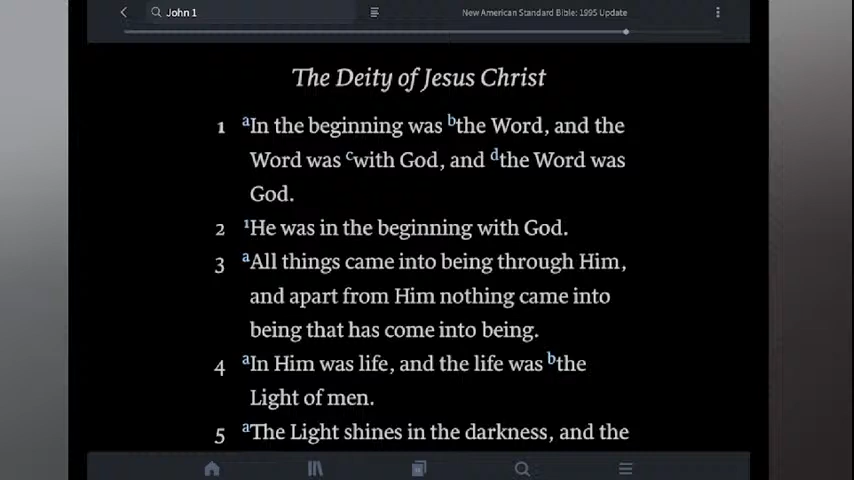 John 1
New American Standard Bible: 1995 Update
The Deity of Jesus Christ
1 aIn the beginning was bthe Word, and the
Word was cwith God, and dthe Word was
God.
2 1He was in the beginning with God.
3 aAll things came into being through Him,
and apart from Him nothing came into
being that has come into being.
4 aIn Him was life, and the life was bthe
Light of men.
5 aThe Light shines in the darkness, and the